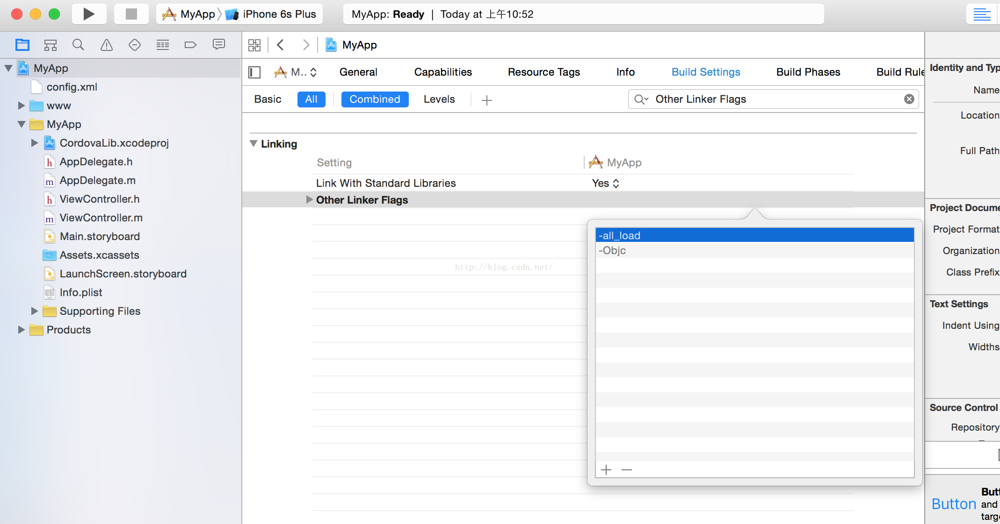 MyApp iPhone 6s Plus MyApp: Ready | Today at 上午10:52
MyApp
MyApp
config.xml
www
MyApp
CordovaLib.xcodeproj
h AppDelegate.h
m AppDelegate.m
h ViewController.h
m ViewController.m
Main.storyboard
Assets.xcassets
LaunchScreen.storyboard
Info.plist
Supporting Files
Products
M.. General Capabilities Resource Tags Info Build Settings Build Phases Build Rule
Basic All Combined Levels Other Linker Flags
Linking
Setting MyApp
Link With Standard Libraries Yes
Other Linker Flags
-all_load
-Objc
http://blog.csdn.net/
Identity and Typ
Name
Location
Full Path
Project Docume
Project Format
Organization
Class Prefix
Text Settings
Indent Using
Widths
Source Control
Repository
Button
Butt
and
targ